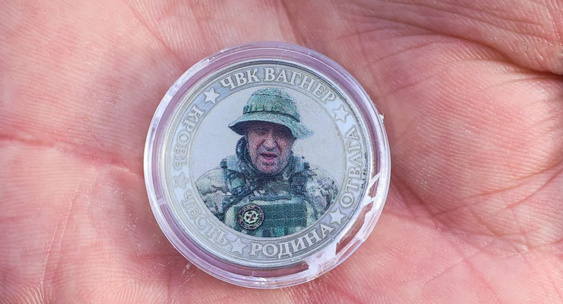 ЧВК ВАГНЕР
ОТВАГА
РОДИНА
ЧЕСТЬ
КРОВЬ